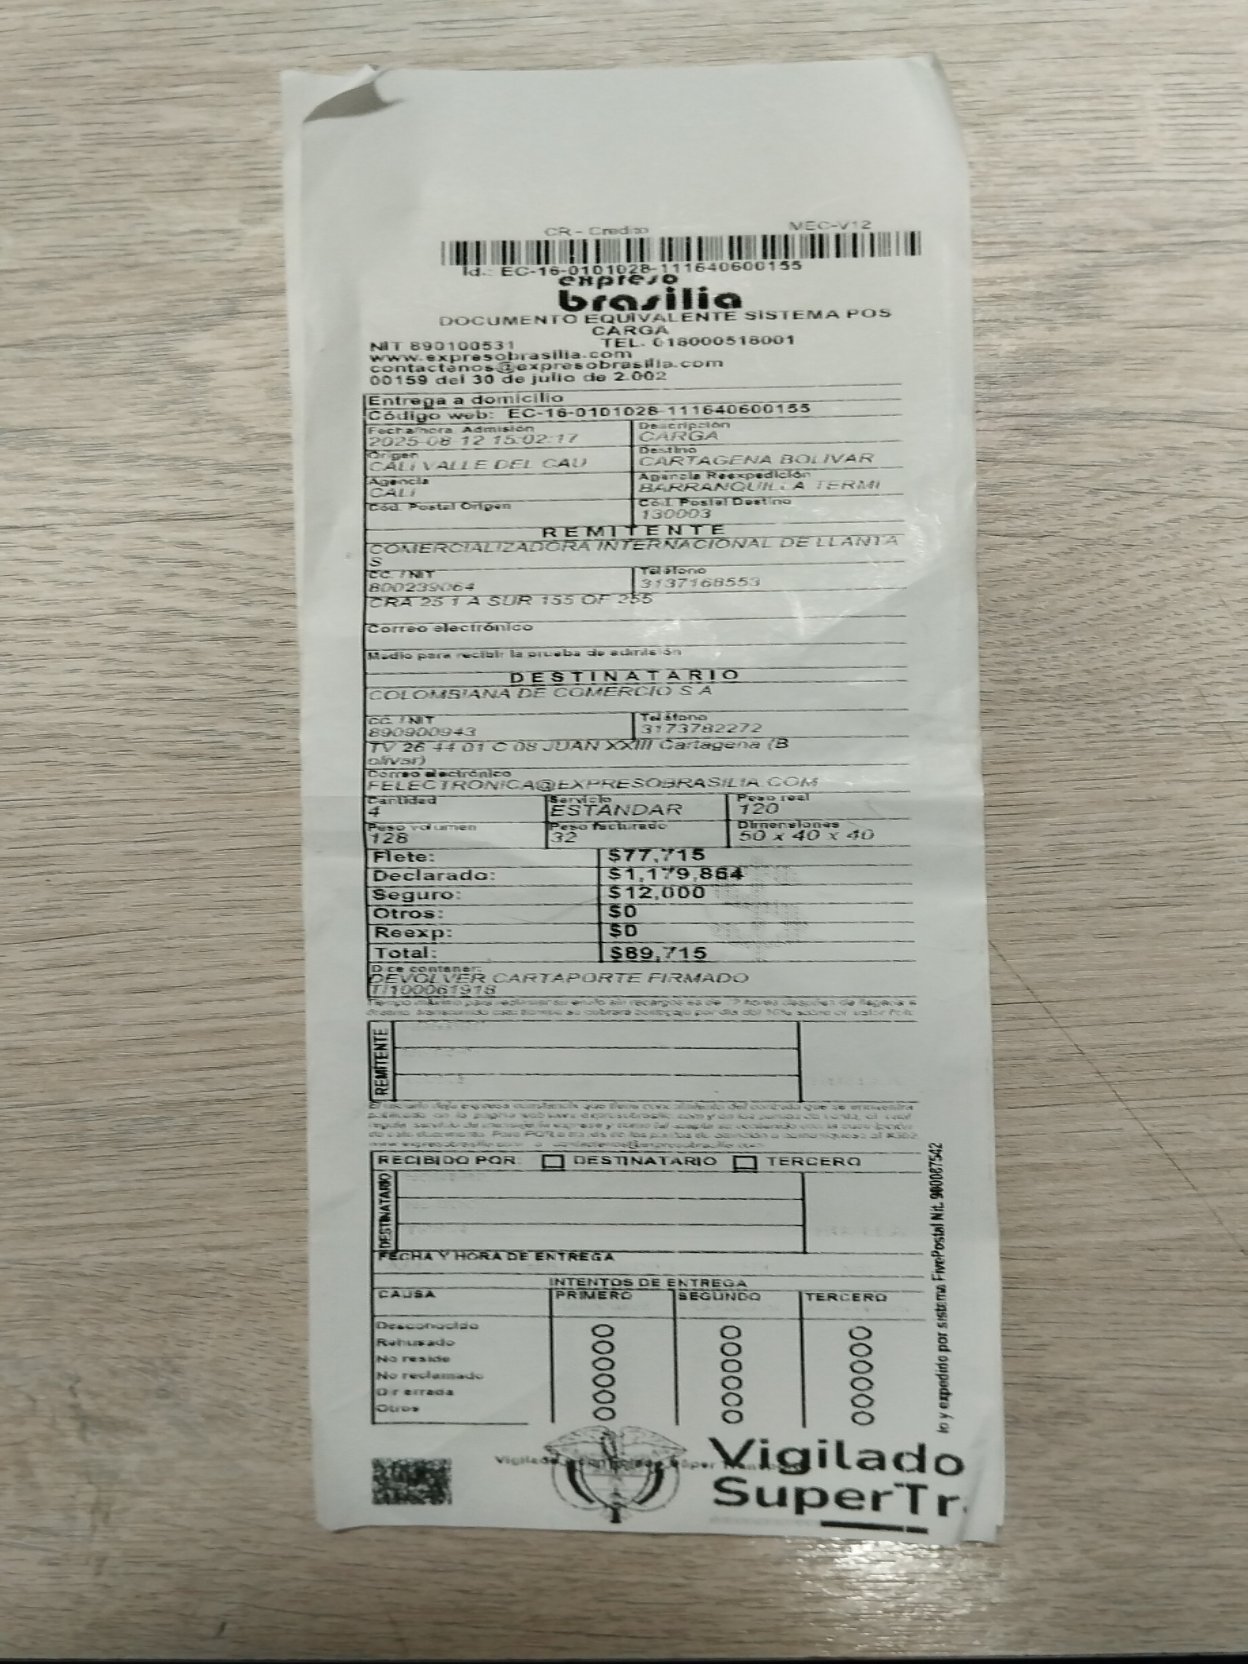 CR - Credito MEC-V12
Id.: EC-16-0101028-111640600155
expreso
brasilia
DOCUMENTO EQUIVALENTE SISTEMA POS
CARGA
NIT 890100531 TEL. 018000518001
www.expresobrasilia.com
contactenos@expresobrasilia.com
00159 del 30 de julio de 2.002
Entrega a domicilio
Código web: EC-16-0101028-111640600155
Fecha/hora Admisión Descripción
2025-08-12 15:02:17 CARGA
Origen Destino
CALI VALLE DEL CAU CARTAGENA BOLIVAR
Agencia Agencia Reexpedición
CALI BARRANQUILLA TERMI
Cód. Postal Origen Cód. Postal Destino
130003
REMITENTE
COMERCIALIZADORA INTERNACIONAL DE LLANTA
S
CC. / NIT Teléfono
800239064 3137168553
CRA 25 1 A SUR 155 OF 255
Correo electrónico
Medio para recibir la prueba de admisión
DESTINATARIO
COLOMBIANA DE COMERCIO S A
CC. / NIT Teléfono
890900943 3173782272
TV 26 44 01 C 08 JUAN XXIII Cartagena (B
olivar)
Correo electrónico
FELECTRONICA@EXPRESOBRASILIA.COM
Cantidad Servicio Peso real
4 ESTANDAR 120
Peso volumen Peso facturado Dimensiones
128 32 50 x 40 x 40
Flete: $77,715
Declarado: $1,179,864
Seguro: $12,000
Otros: $0
Reexp: $0
Total: $89,715
Dice contener:
DEVOLVER CARTAPORTE FIRMADO
T/100061918
REMITENTE
RECIBIDO POR: DESTINATARIO TERCERO
DESTINATARIO
FECHA Y HORA DE ENTREGA
INTENTOS DE ENTREGA
CAUSA PRIMERO SEGUNDO TERCERO
Desconocido
Rehusado
No reside
No reclamado
Dir errada
Otros
lo y expedido por sistema FivePostal Nit. 900087542
Vigilado
SuperTr